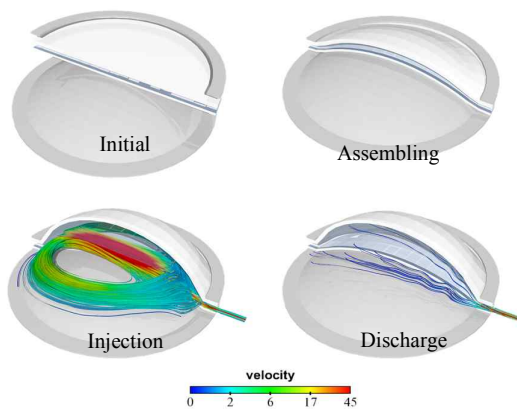 Initial
Assembling
Injection
Discharge
velocity
0 2 6 17 45